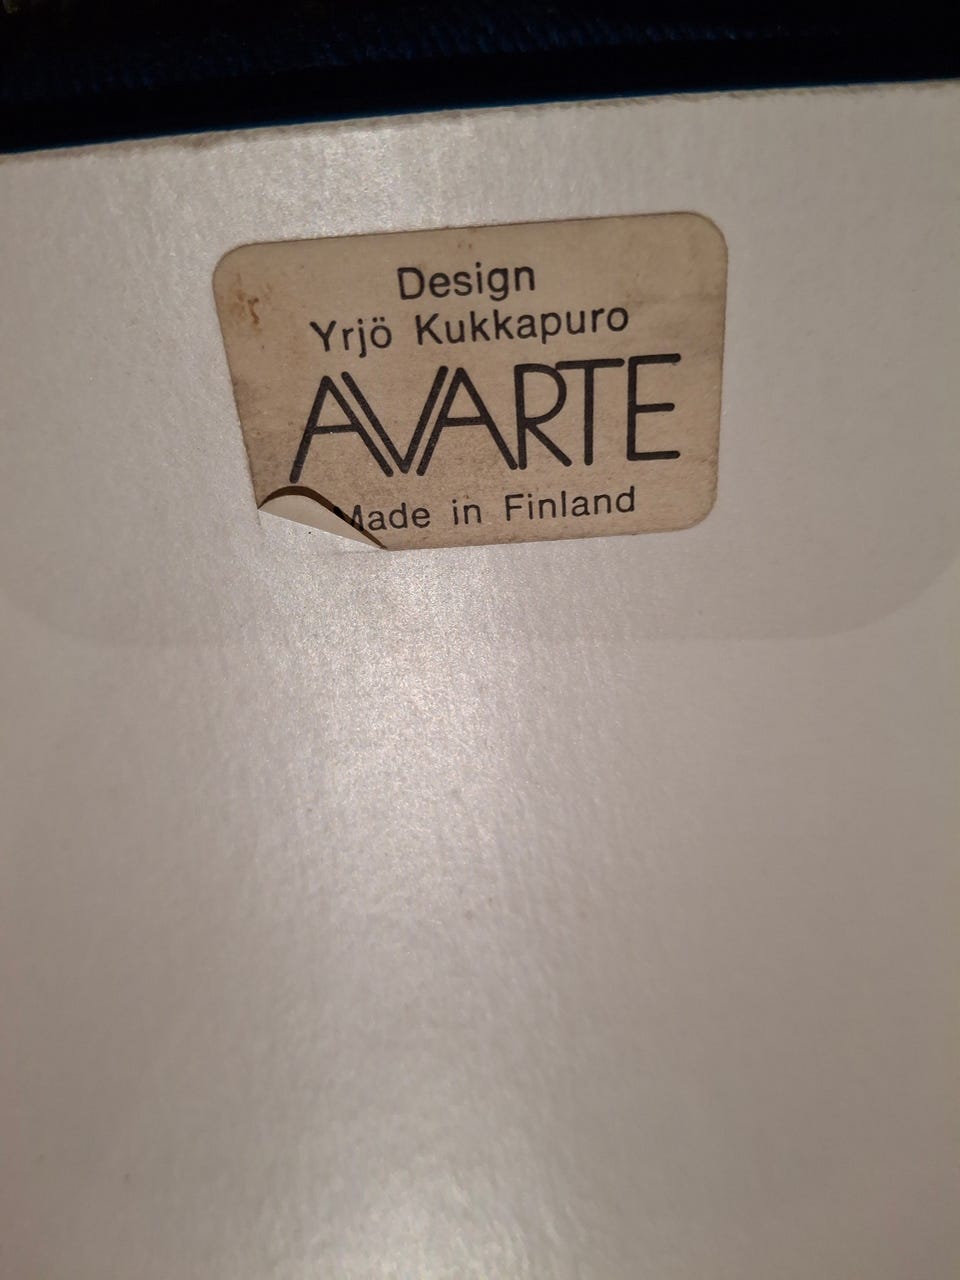 Design
Yrjö Kukkapuro
AVARTE
Made in Finland